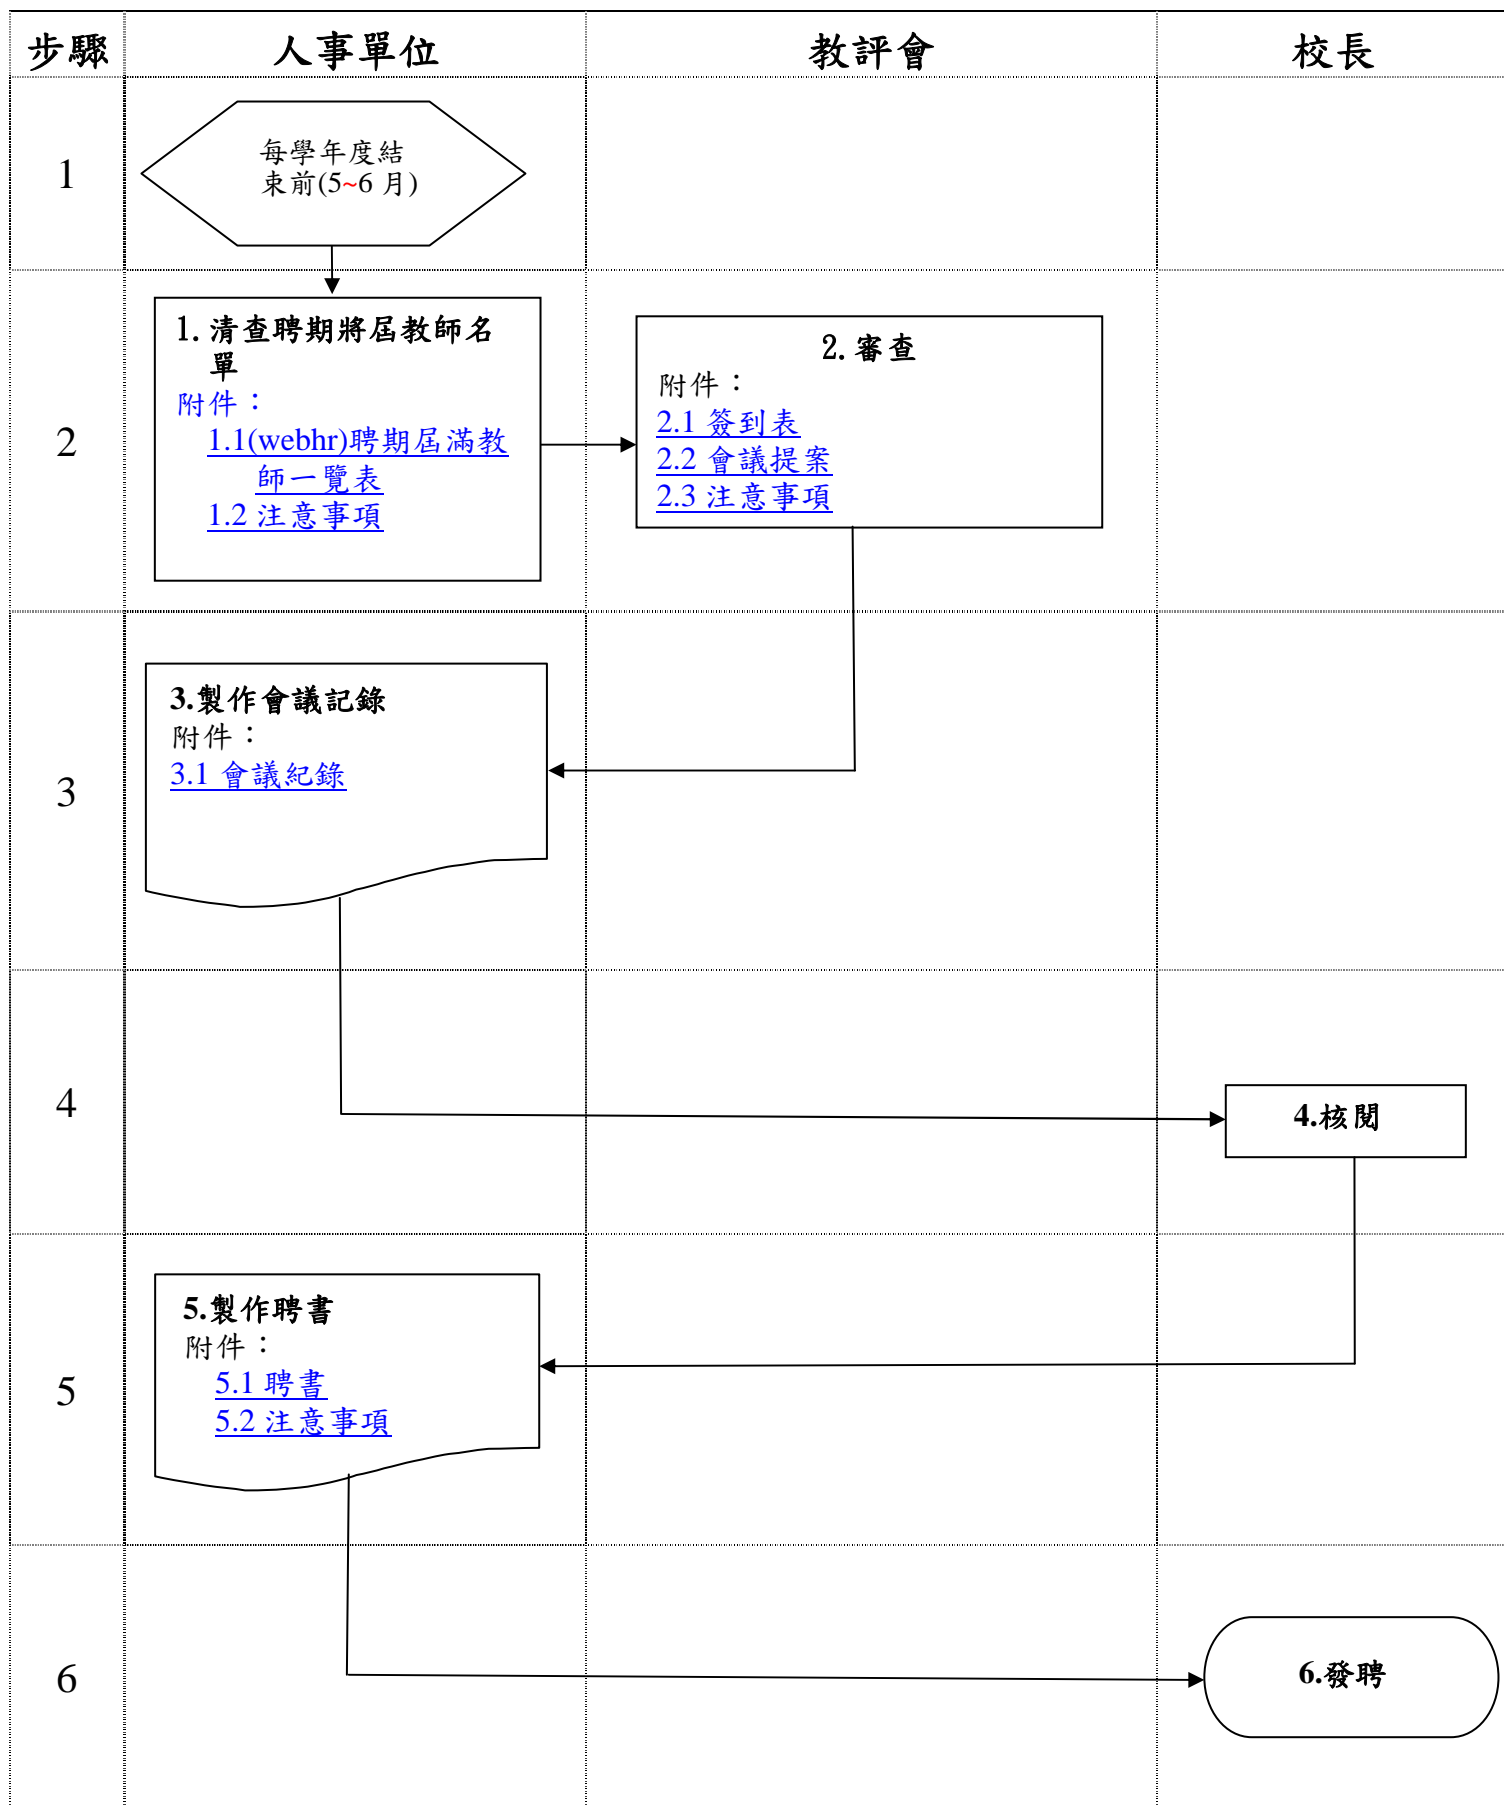 步驟
人事單位
教評會
校長
1
每學年度結
束前(5~6 月)
2
1. 清查聘期將屆教師名
單
附件：
1.1(webhr)聘期屆滿教
師一覽表
1.2 注意事項
2. 審查
附件：
2.1 簽到表
2.2 會議提案
2.3 注意事項
3
3.製作會議記錄
附件：
3.1 會議紀錄
4
4.核閱
5
5.製作聘書
附件：
5.1 聘書
5.2 注意事項
6
6.發聘